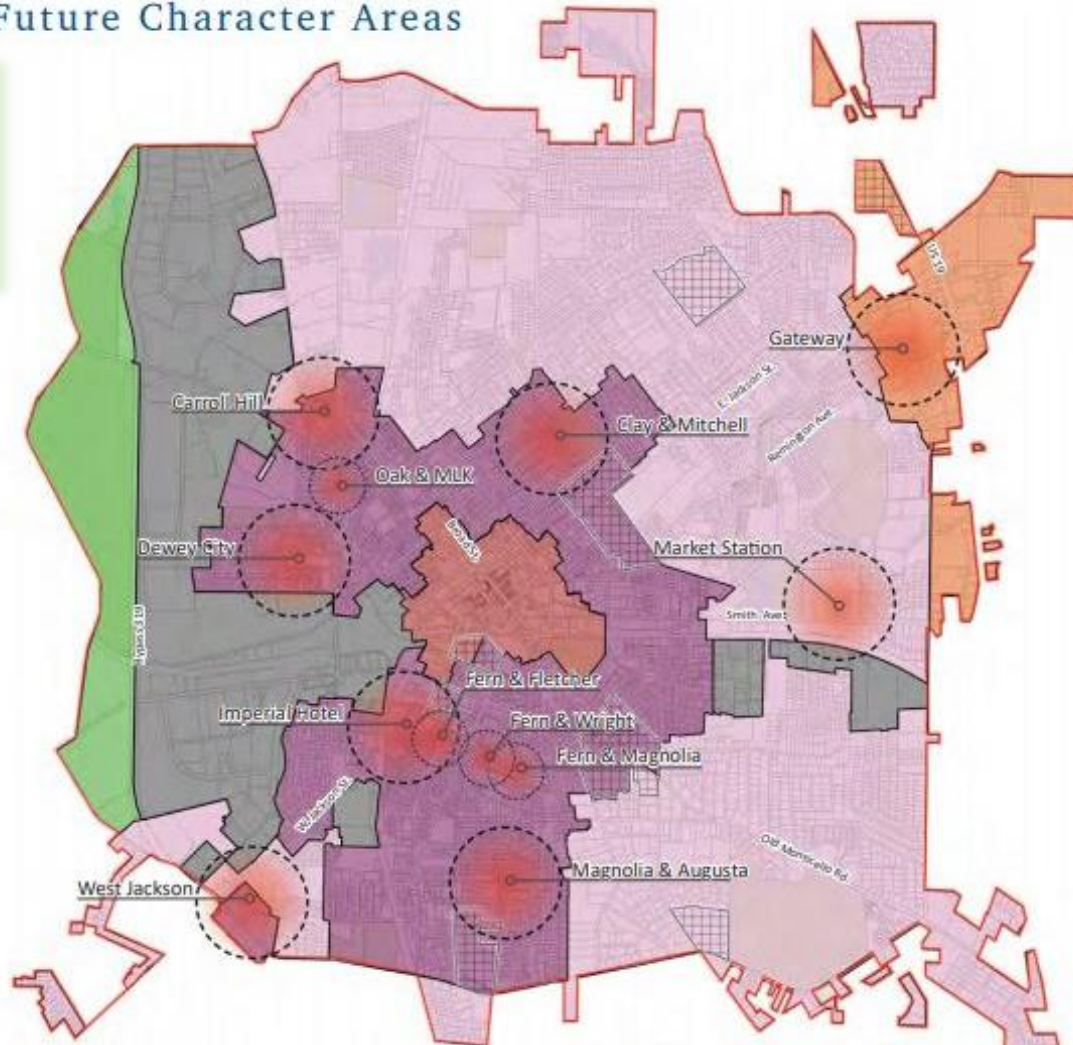 Future Character Areas
US 19
Gateway
E. Jackson St.
Carroll Hill
Clay & Mitchell
Remington Ave
Oak & MLK
Broad St.
Dewey City
Market Station
Smith Ave
Fern & Fletcher
Imperial Hotel
Fern & Wright
Fern & Magnolia
W. Jackson St.
Old Monticello Rd
Magnolia & Augusta
West Jackson